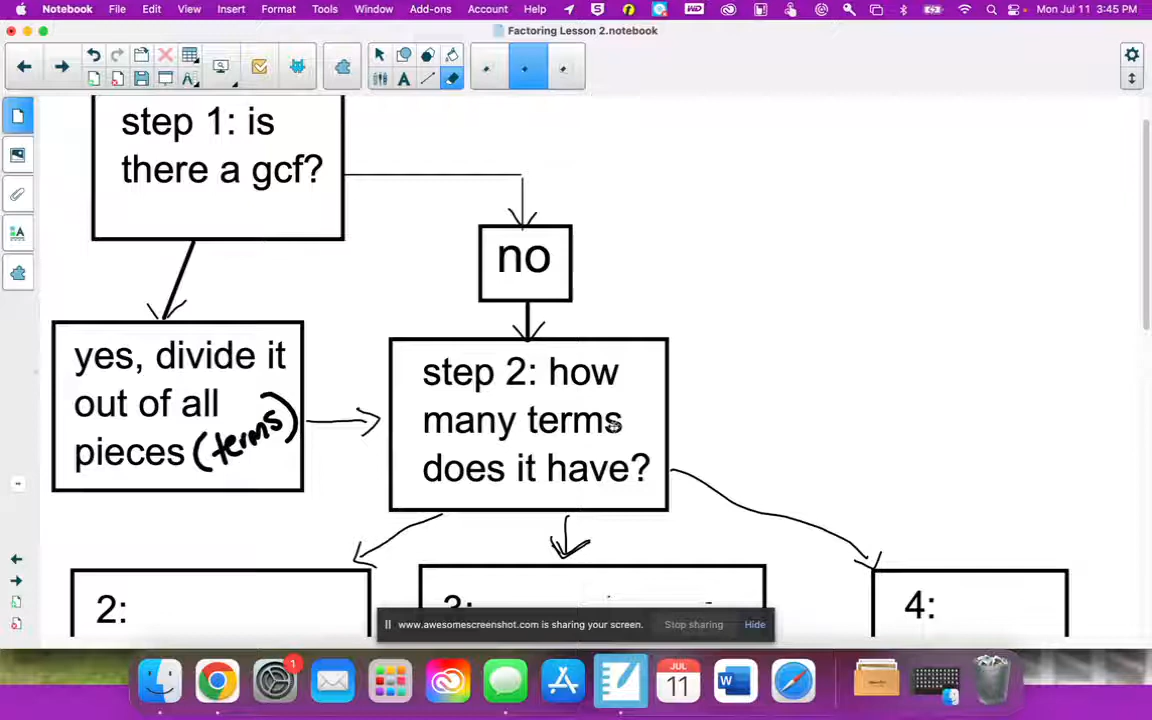 Notebook File Edit View Insert Format Tools Window Add-ons Account Help Mon Jul 11 3:45 PM
Factoring Lesson 2.notebook
step 1: is
there a gcf?
no
yes, divide it
out of all
pieces (terms)
step 2: how
many terms
does it have?
2:
3:
4:
www.awesomescreenshot.com is sharing your screen. Stop sharing Hide
1
JUL
11